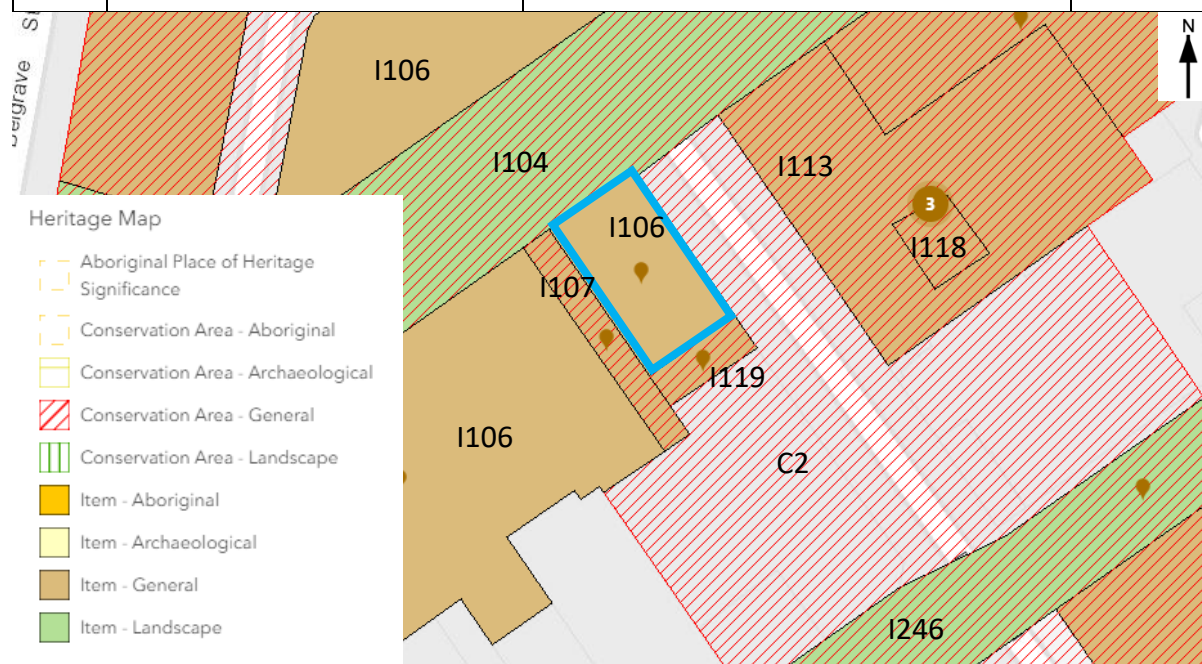 Belgrave
N
I106
I104
I113
I106
3
I118
I107
I119
I106
C2
I246
Heritage Map
Aboriginal Place of Heritage
Significance
Conservation Area - Aboriginal
Conservation Area - Archaeological
Conservation Area - General
Conservation Area - Landscape
Item - Aboriginal
Item - Archaeological
Item - General
Item - Landscape